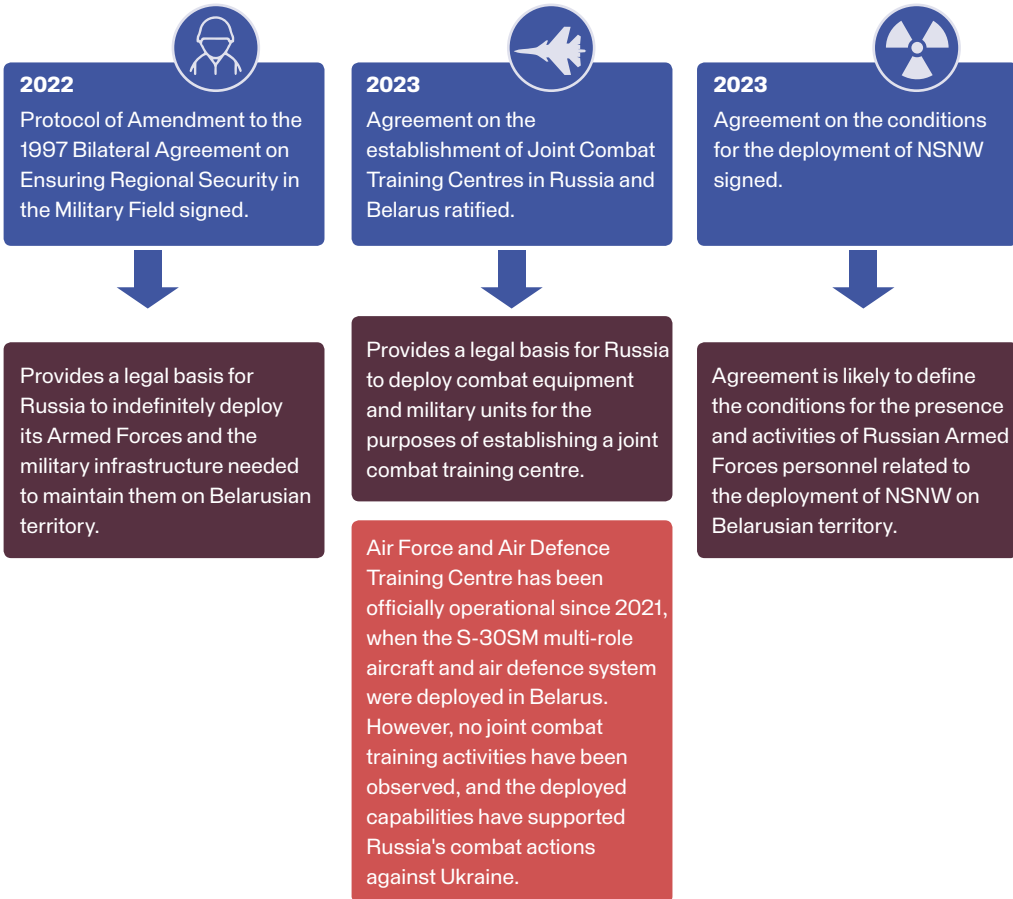 2022
Protocol of Amendment to the
1997 Bilateral Agreement on
Ensuring Regional Security in
the Military Field signed.
Provides a legal basis for
Russia to indefinitely deploy
its Armed Forces and the
military infrastructure needed
to maintain them on Belarusian
territory.
2023
Agreement on the
establishment of Joint Combat
Training Centres in Russia and
Belarus ratified.
Provides a legal basis for Russia
to deploy combat equipment
and military units for the
purposes of establishing a joint
combat training centre.
Air Force and Air Defence
Training Centre has been
officially operational since 2021,
when the S-30SM multi-role
aircraft and air defence system
were deployed in Belarus.
However, no joint combat
training activities have been
observed, and the deployed
capabilities have supported
Russia's combat actions
against Ukraine.
2023
Agreement on the conditions
for the deployment of NSNW
signed.
Agreement is likely to define
the conditions for the presence
and activities of Russian Armed
Forces personnel related to
the deployment of NSNW on
Belarusian territory.